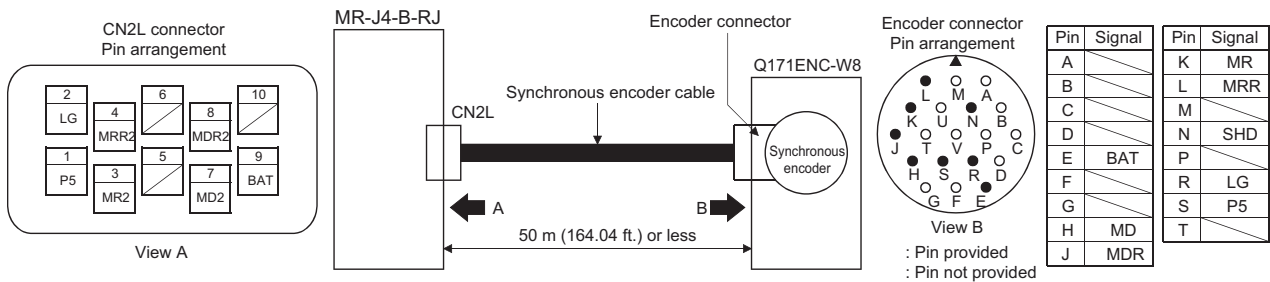 CN2L connector
Pin arrangement
2
LG
4
MRR2
6
8
MDR2
10
1
P5
3
MR2
5
7
MD2
9
BAT
View A
MR-J4-B-RJ
Encoder connector
Q171ENC-W8
Synchronous encoder cable
CN2L
Synchronous
encoder
A
B
50 m (164.04 ft.) or less
Encoder connector
Pin arrangement
L M A
K U N B
J T V P C
H S R D
G F E
View B
: Pin provided
: Pin not provided
Pin Signal
A
B
C
D
E BAT
F
G
H MD
J MDR
Pin Signal
K MR
L MRR
M
N SHD
P
R LG
S P5
T